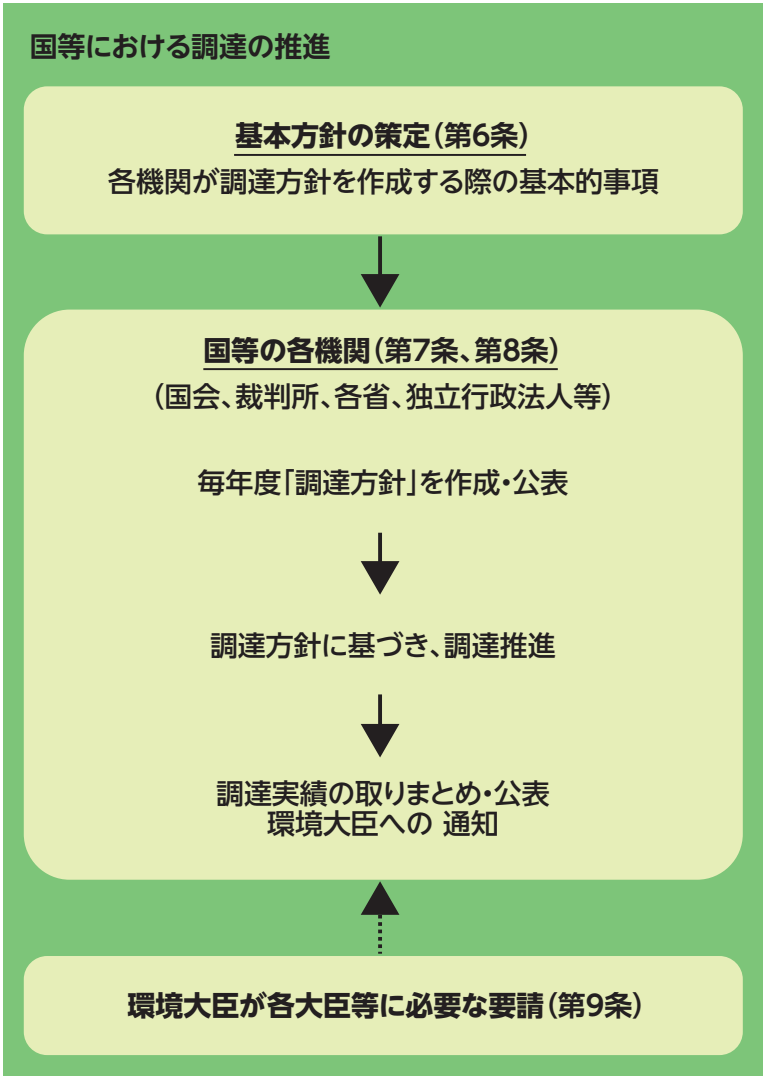 国等における調達の推進
基本方針の策定(第6条)
各機関が調達方針を作成する際の基本的事項
国等の各機関(第7条、第8条)
(国会、裁判所、各省、独立行政法人等)
毎年度「調達方針」を作成・公表
調達方針に基づき、調達推進
調達実績の取りまとめ・公表
環境大臣への 通知
環境大臣が各大臣等に必要な要請(第9条)